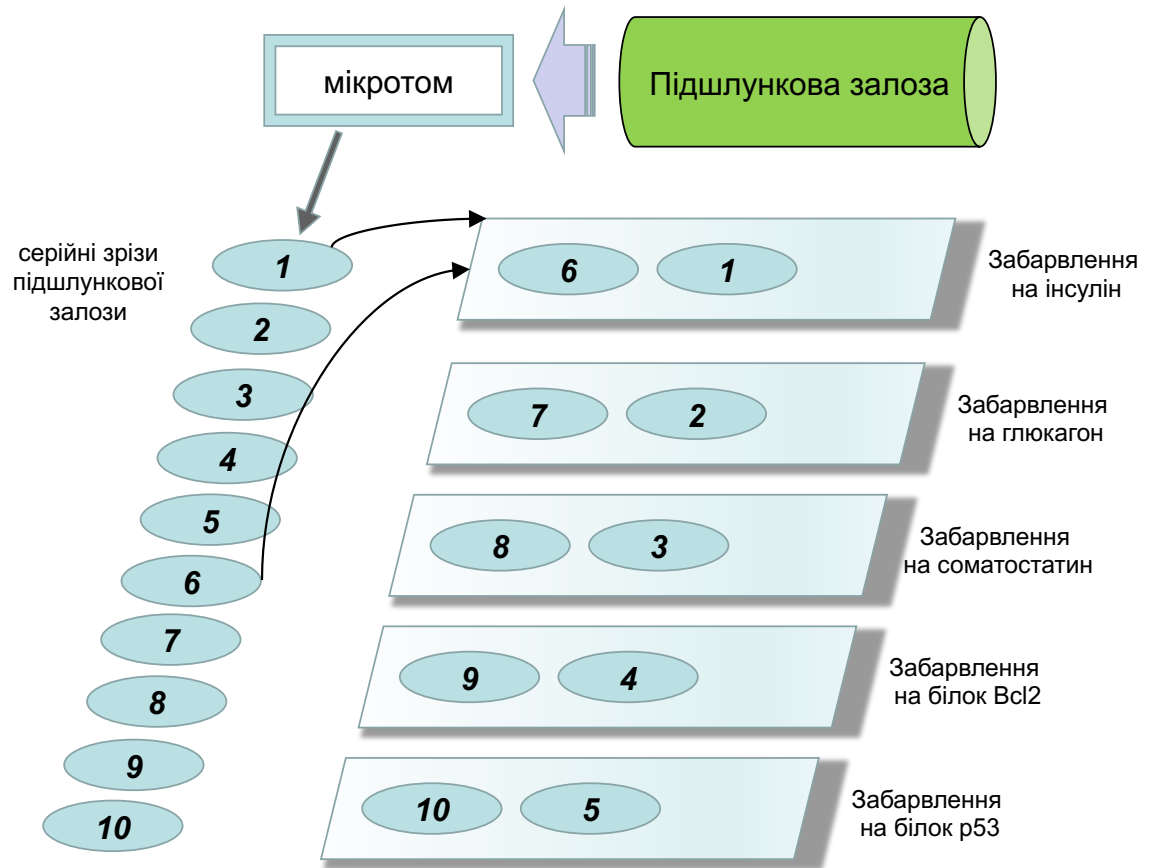 мікротом
Підшлункова залоза
серійні зрізи
підшлункової
залози
1
2
3
4
5
6
7
8
9
10
6 1
Забарвлення
на інсулін
7 2
Забарвлення
на глюкагон
8 3
Забарвлення
на соматостатин
9 4
Забарвлення
на білок Bcl2
10 5
Забарвлення
на білок p53